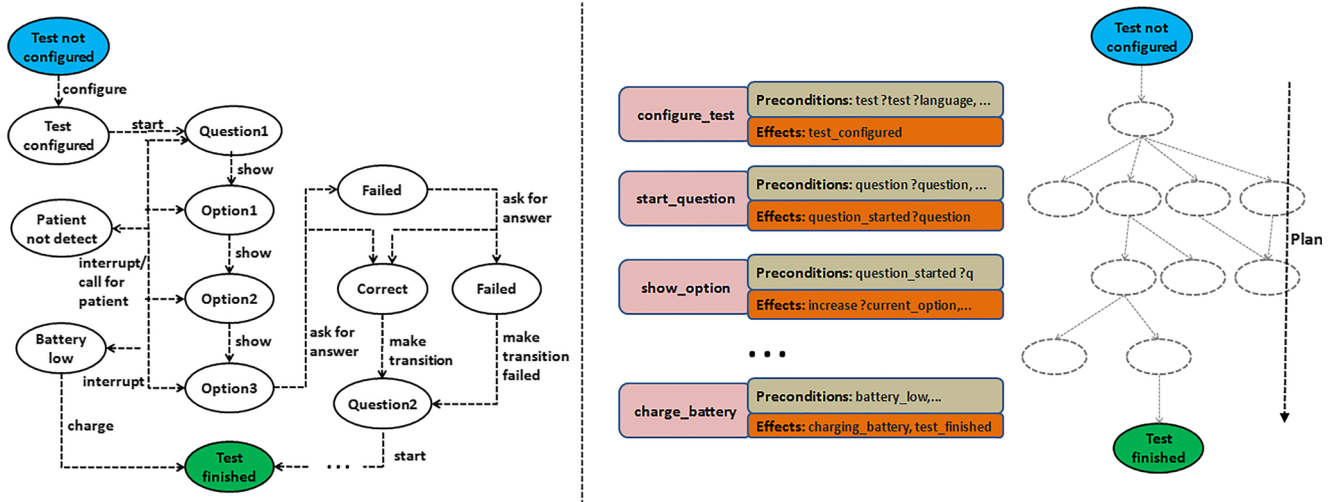 Test not
configured
configure
Test
configured
start
Question1
show
Option1
Patient
not detect
show
interrupt/
call for
patient
Option2
show
Battery
low
interrupt
Option3
charge
Test
finished
...
start
Failed
ask for
answer
Correct
Failed
ask for
answer
make
transition
make
transition
failed
Question2
configure_test
Preconditions: test ?test ?language, ...
Effects: test_configured
start_question
Preconditions: question ?question, ...
Effects: question_started ?question
show_option
Preconditions: question_started ?q
Effects: increase ?current_option,...
...
charge_battery
Preconditions: battery_low,...
Effects: charging_battery, test_finished
Test not
configured
Plan
Test
finished